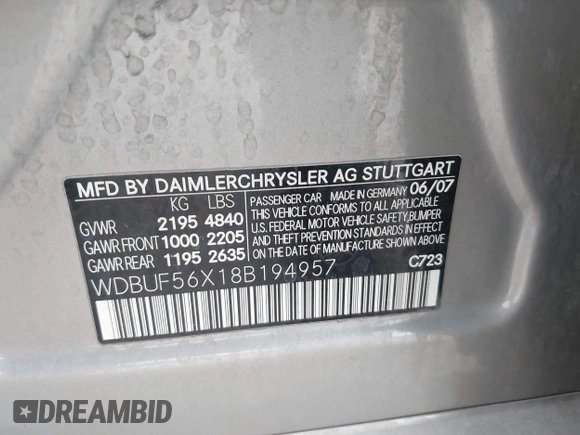 MFD BY DAIMLERCHRYSLER AG STUTTGART
KG LBS
GVWR 2195 4840
GAWR FRONT 1000 2205
GAWR REAR 1195 2635
PASSENGER CAR MADE IN GERMANY 06/07
THIS VEHICLE CONFORMS TO ALL APPLICABLE
U.S. FEDERAL MOTOR VEHICLE SAFETY, BUMPER
AND THEFT PREVENTION STANDARDS IN EFFECT
ON THE DATE OF MANUFACTURE SHOWN ABOVE
WDBUF56X18B194957
C723
DREAMBID